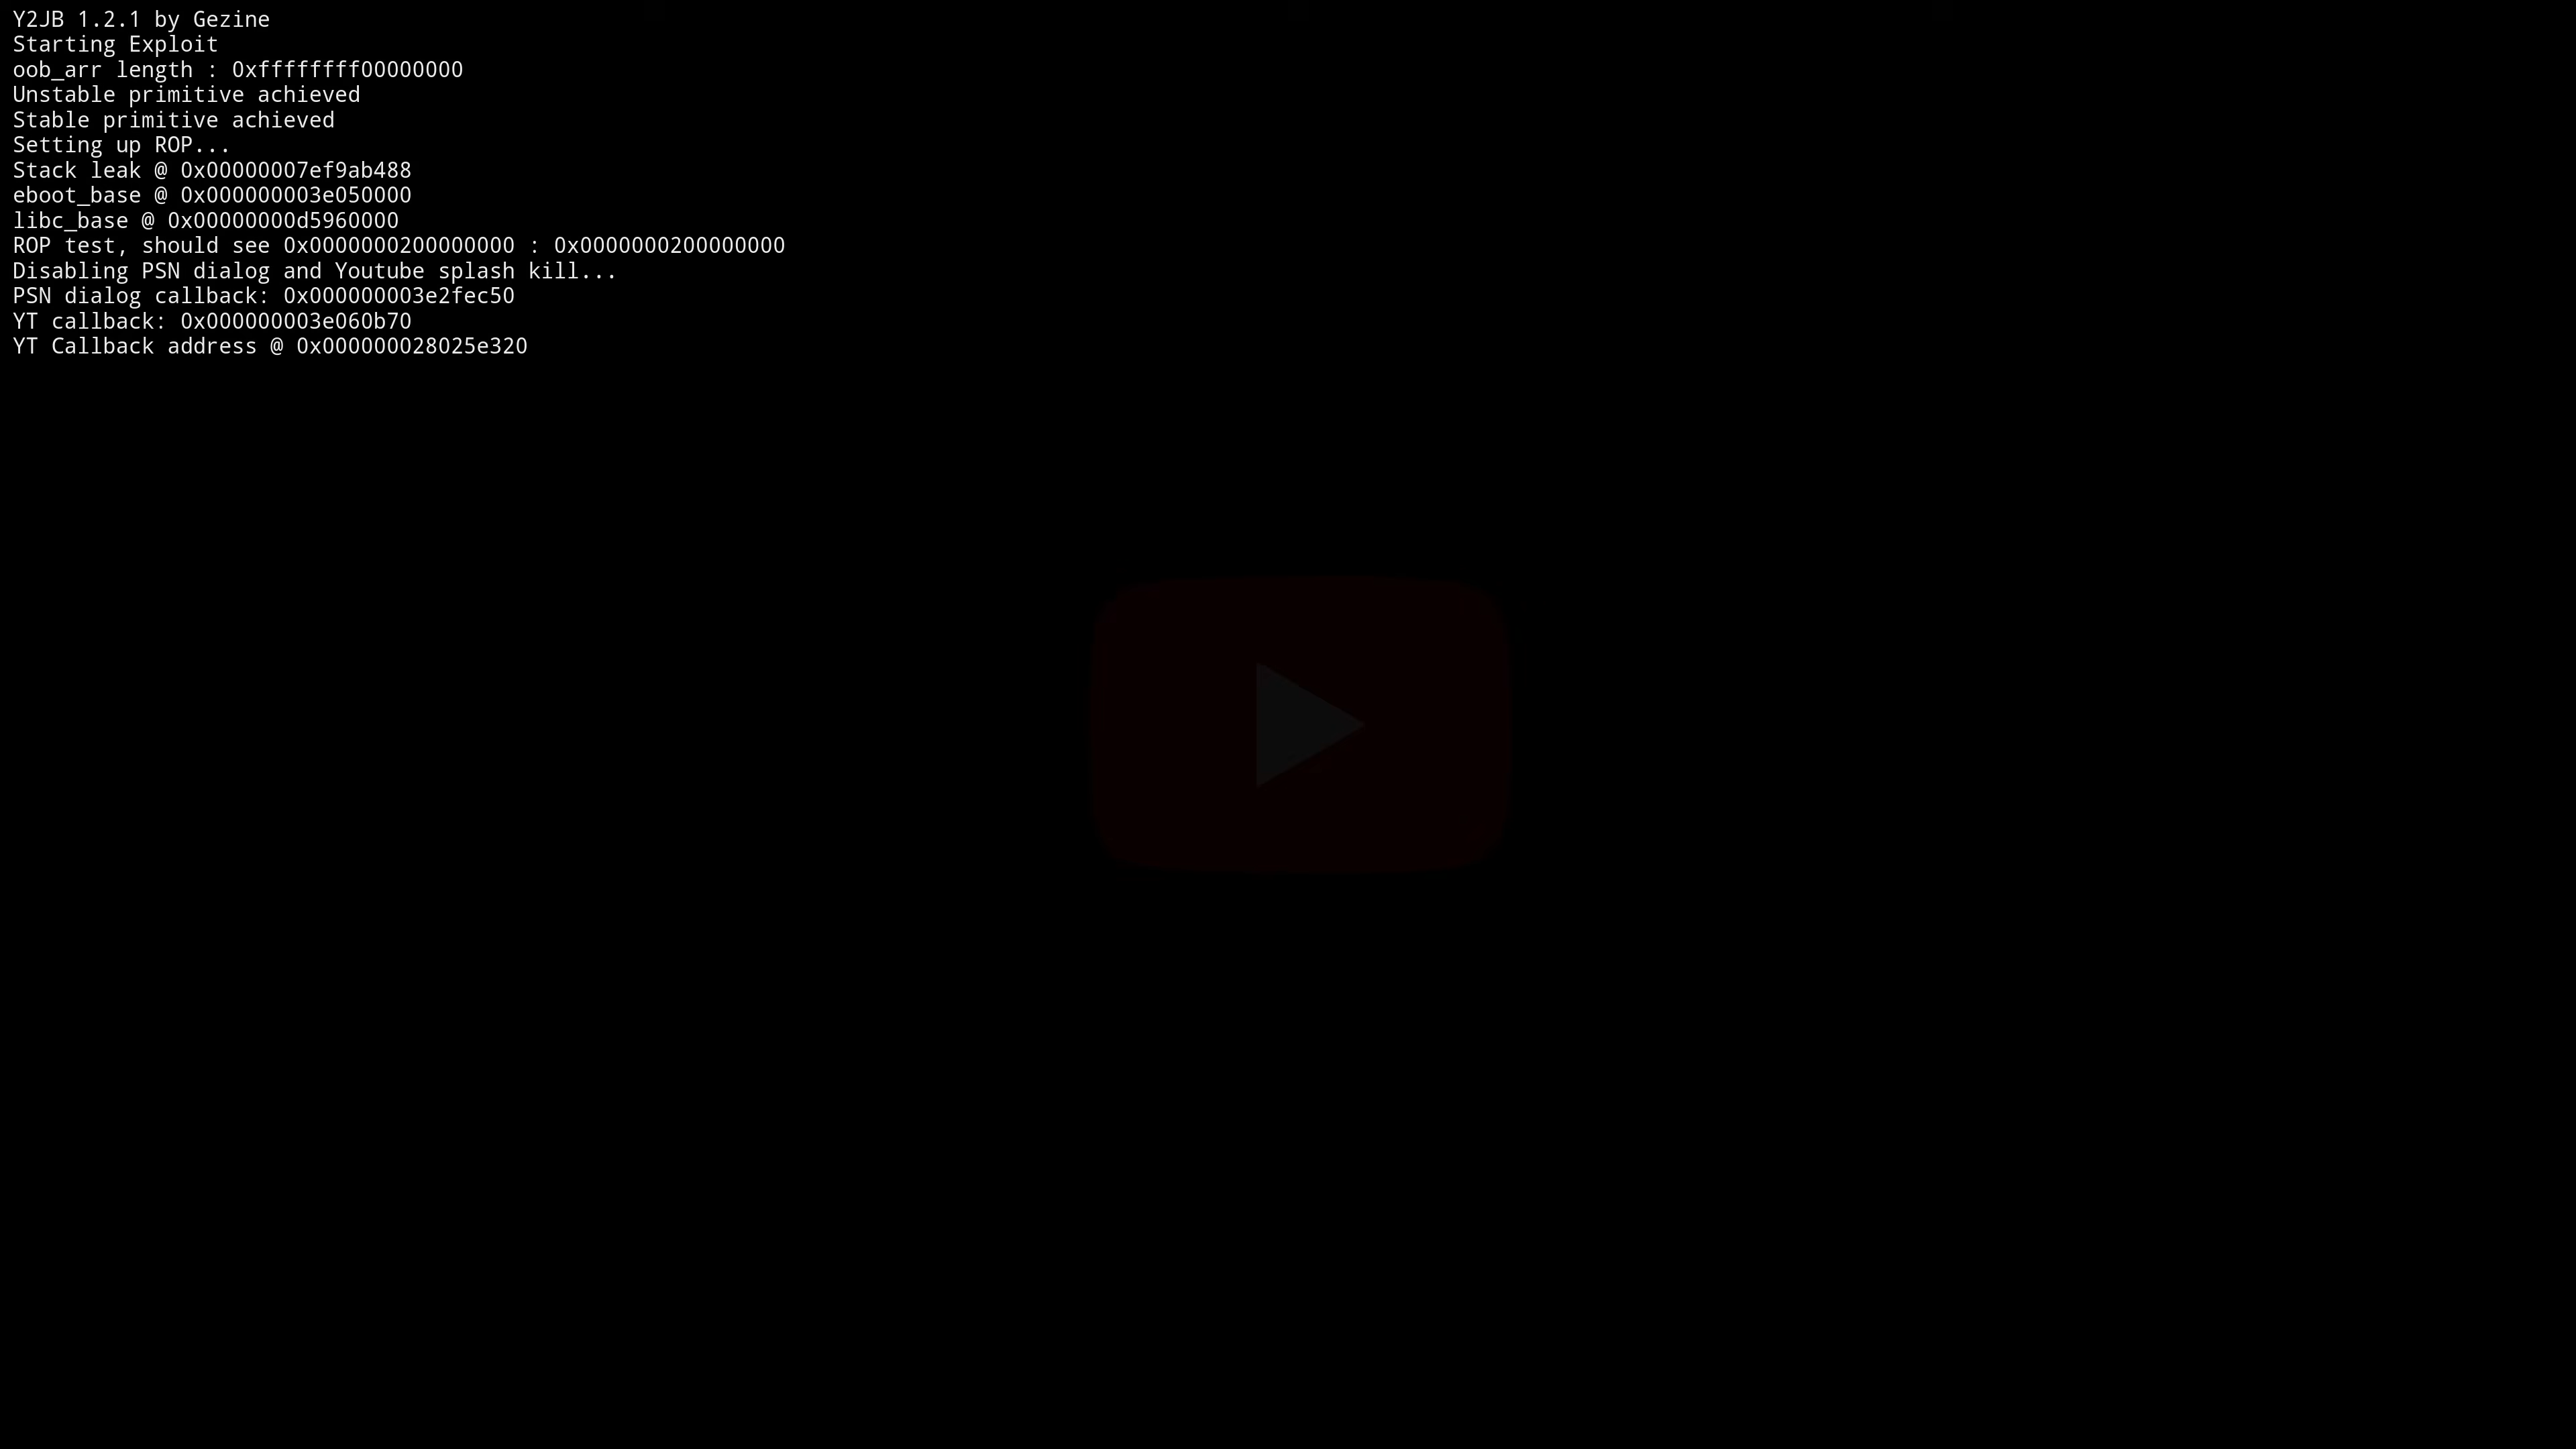 Y2JB 1.2.1 by Gezine
Starting Exploit
oob_arr length : 0xffffffff00000000
Unstable primitive achieved
Stable primitive achieved
Setting up ROP...
Stack leak @ 0x00000007ef9ab488
eboot_base @ 0x000000003e050000
libc_base @ 0x00000000d5960000
ROP test, should see 0x0000000200000000 : 0x0000000200000000
Disabling PSN dialog and Youtube splash kill...
PSN dialog callback: 0x000000003e2fec50
YT callback: 0x000000003e060b70
YT Callback address @ 0x000000028025e320